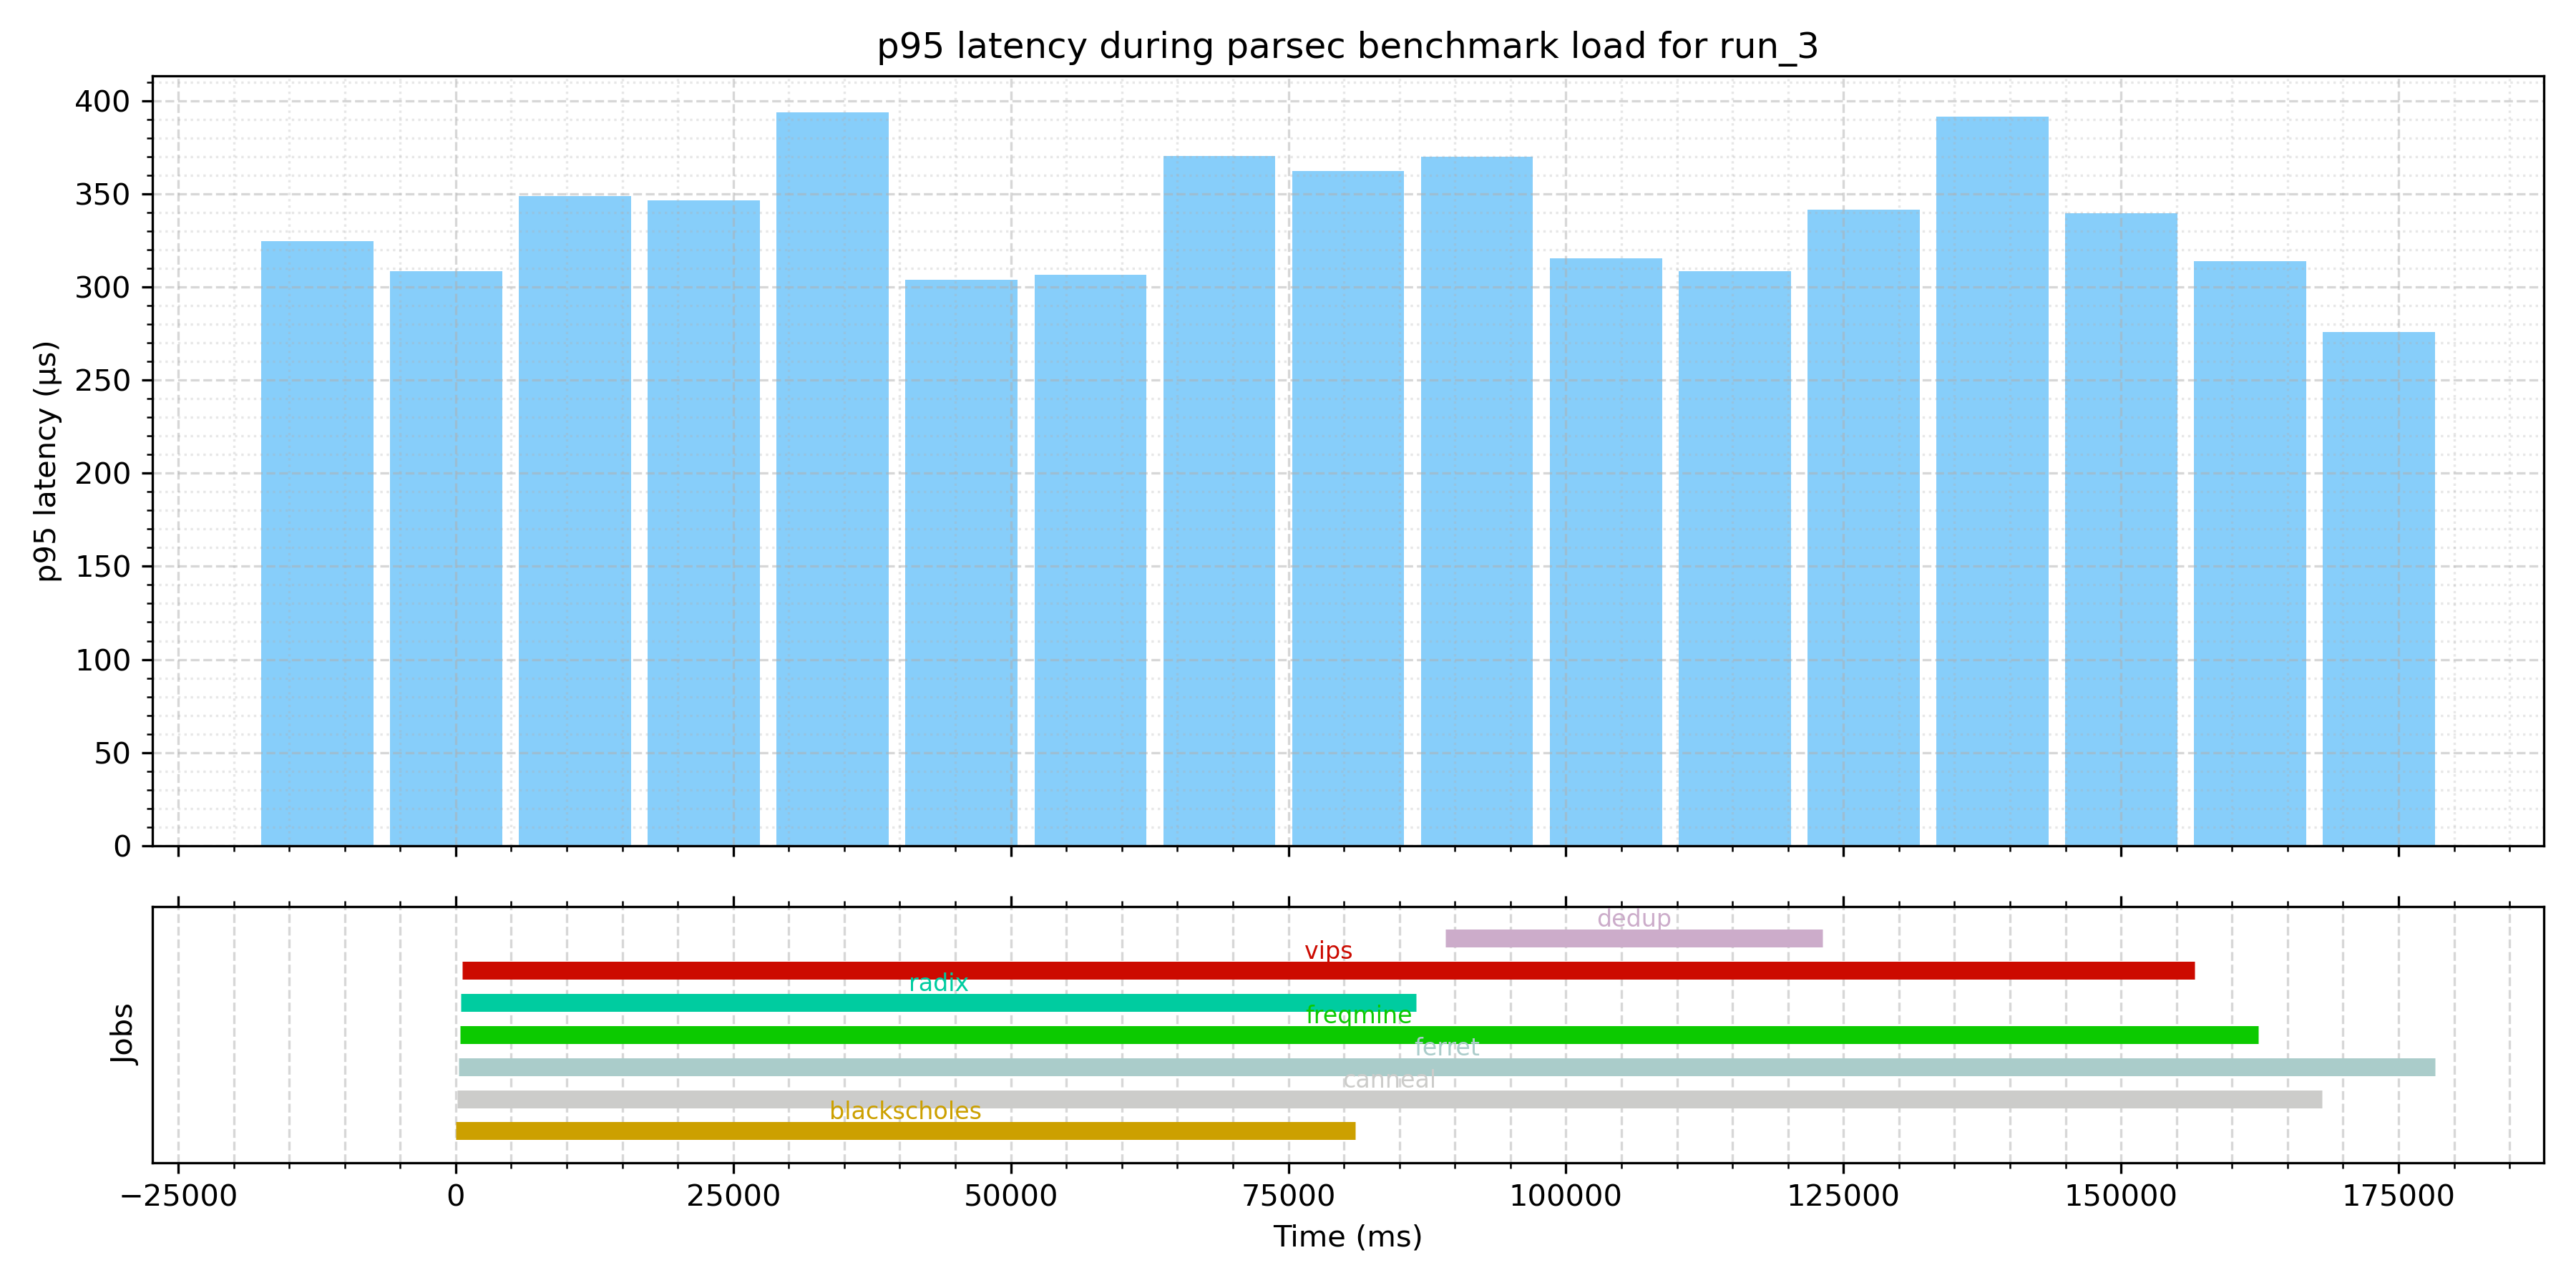 p95 latency during parsec benchmark load for run_3
p95 latency (µs)
400
350
300
250
200
150
100
50
0
Jobs
dedup
vips
radix
freqmine
ferret
canneal
blackscholes
−25000 0 25000 50000 75000 100000 125000 150000 175000
Time (ms)